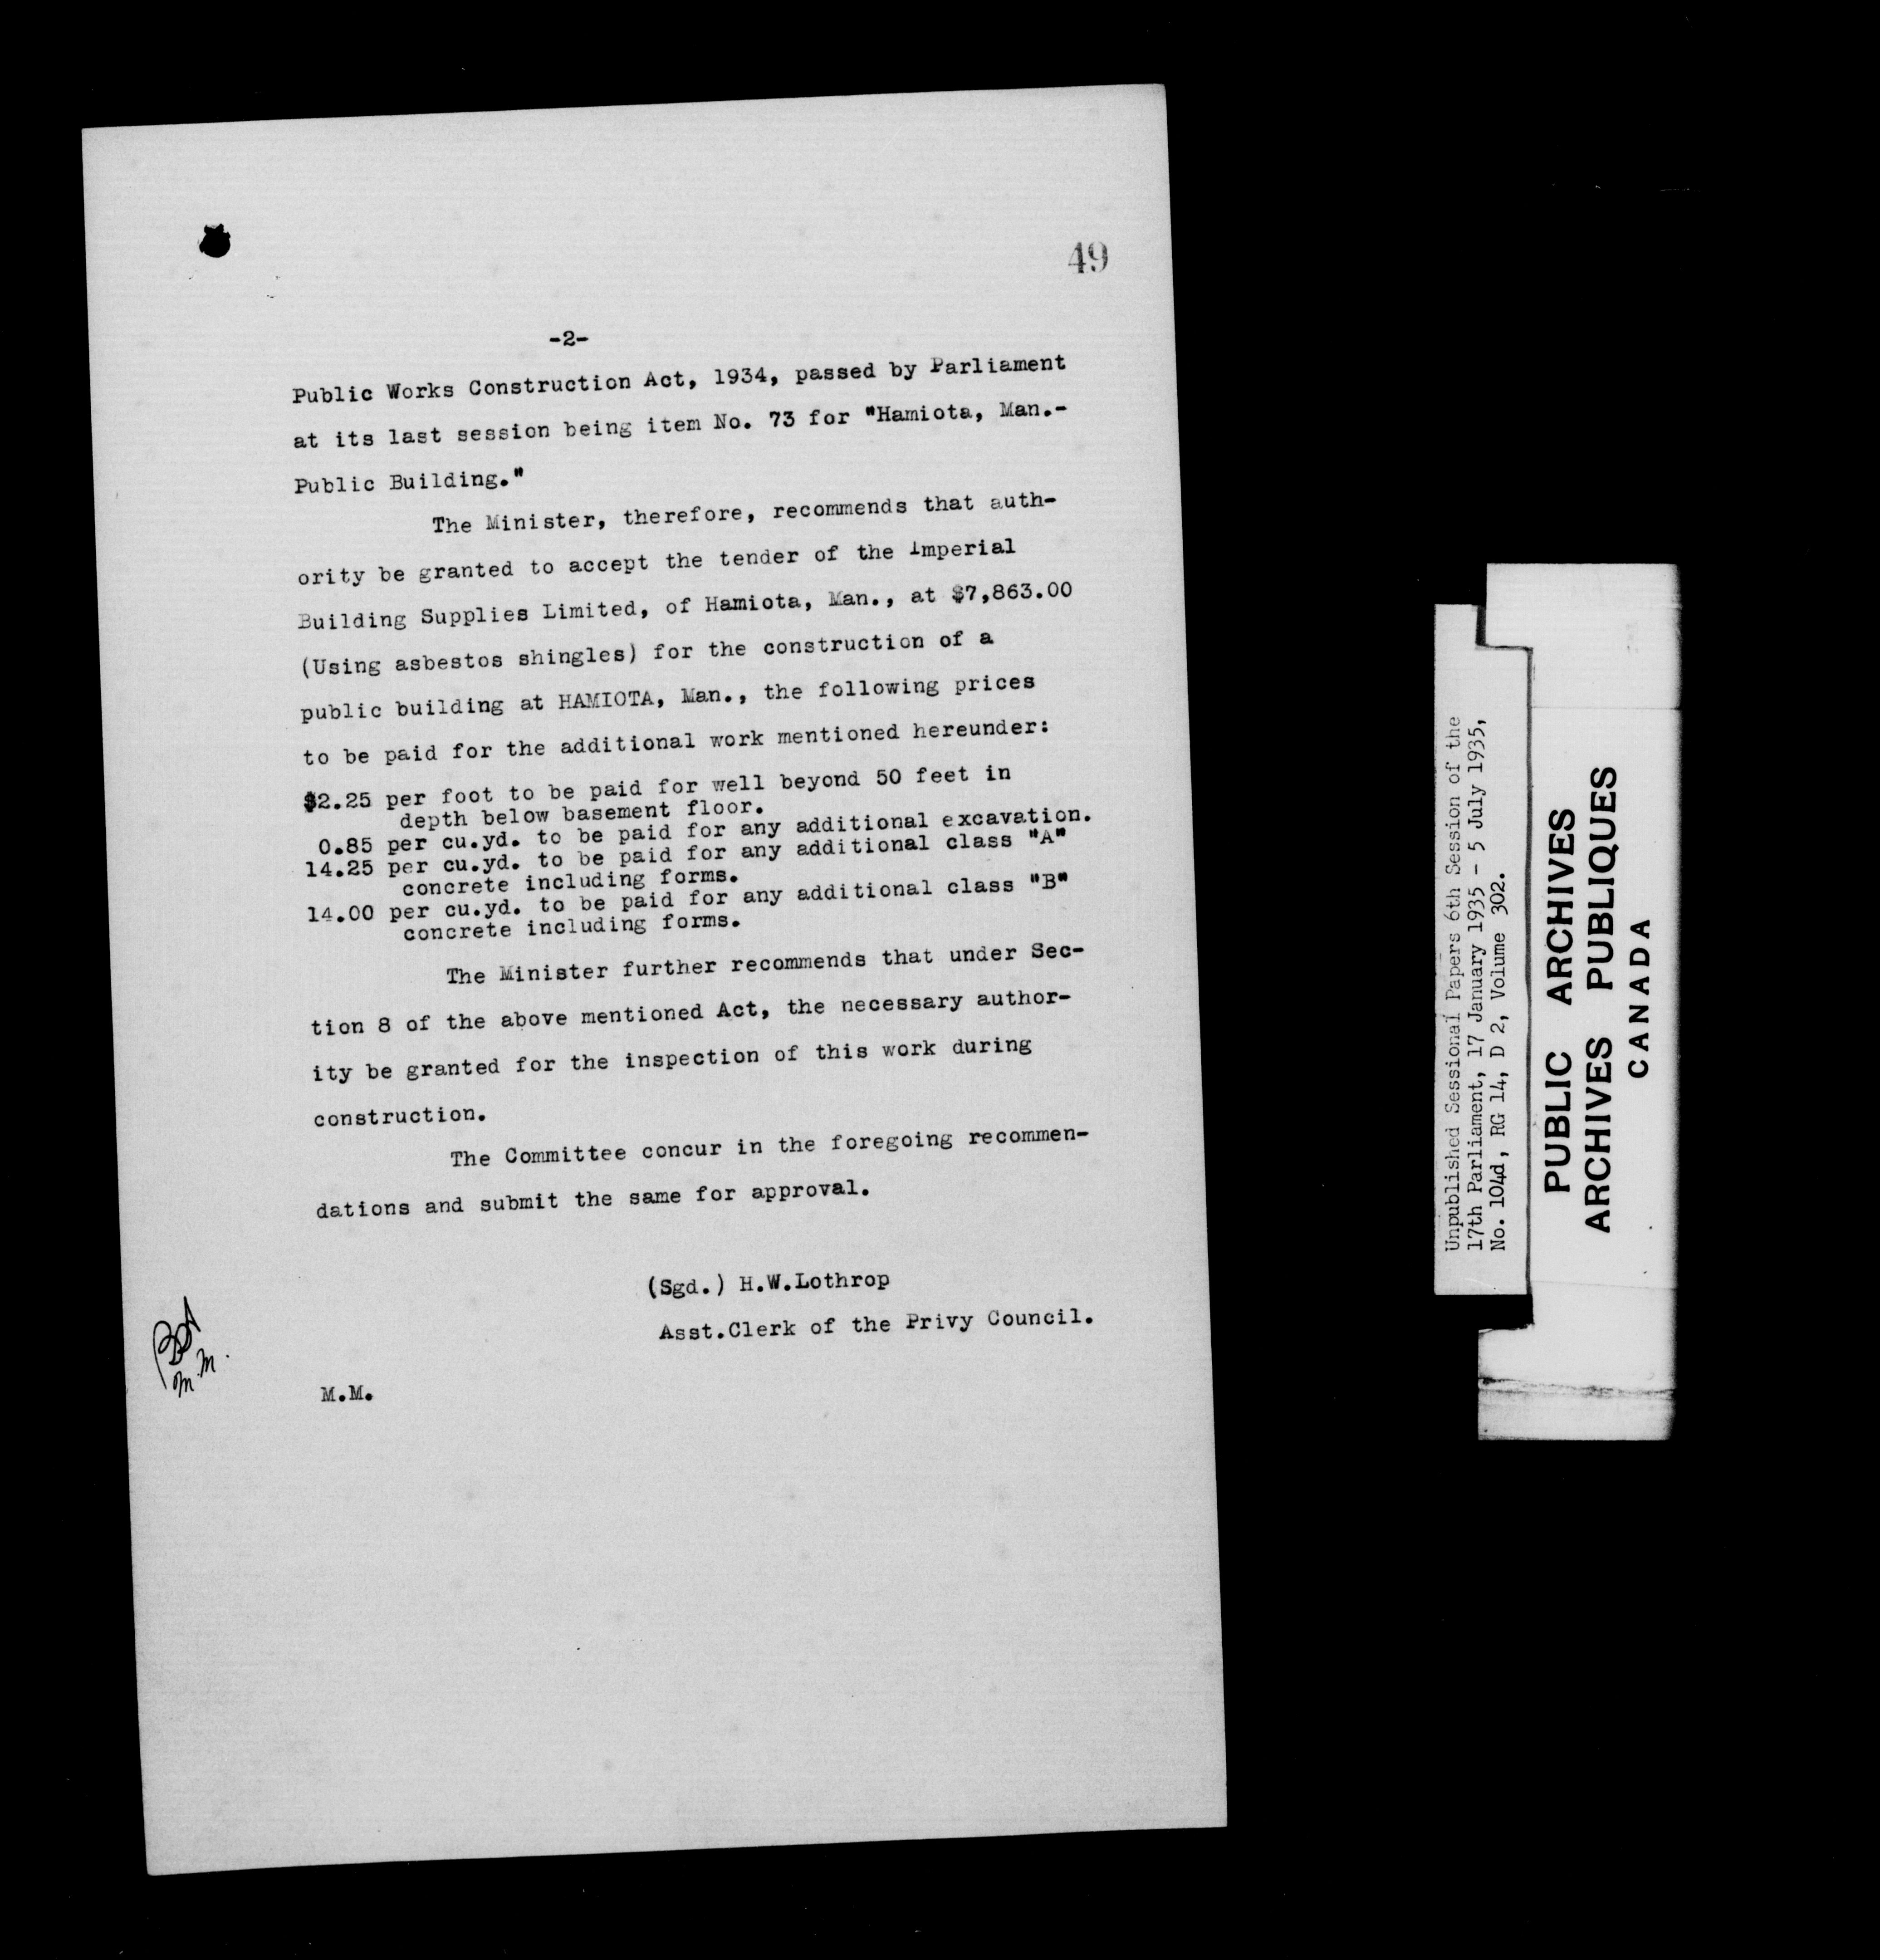 49
-2-
Public Works Construction Act, 1934, passed by Parliament
at its last session being item No. 73 for "Hamiota, Man.-
Public Building."
The Minister, therefore, recommends that auth-
ority be granted to accept the tender of the Imperial
Building Supplies Limited, of Hamiota, Man., at $7,863.00
(Using asbestos shingles) for the construction of a
public building at HAMIOTA, Man., the following prices
to be paid for the additional work mentioned hereunder:
$2.25 per foot to be paid for well beyond 50 feet in
depth below basement floor.
0.85 per cu.yd. to be paid for any additional excavation.
14.25 per cu.yd. to be paid for any additional class "A"
concrete including forms.
14.00 per cu.yd. to be paid for any additional class "B"
concrete including forms.
The Minister further recommends that under Sec-
tion 8 of the above mentioned Act, the necessary author-
ity be granted for the inspection of this work during
construction.
The Committee concur in the foregoing recommen-
dations and submit the same for approval.
(Sgd.) H.W.Lothrop
Asst.Clerk of the Privy Council.
m.m.
M.M.
Unpublished Sessional Papers 6th Session of the
17th Parliament, 17 January 1935 - 5 July 1935,
No. 104d, RG 14, D 2, Volume 302.
PUBLIC ARCHIVES
ARCHIVES PUBLIQUES
CANADA